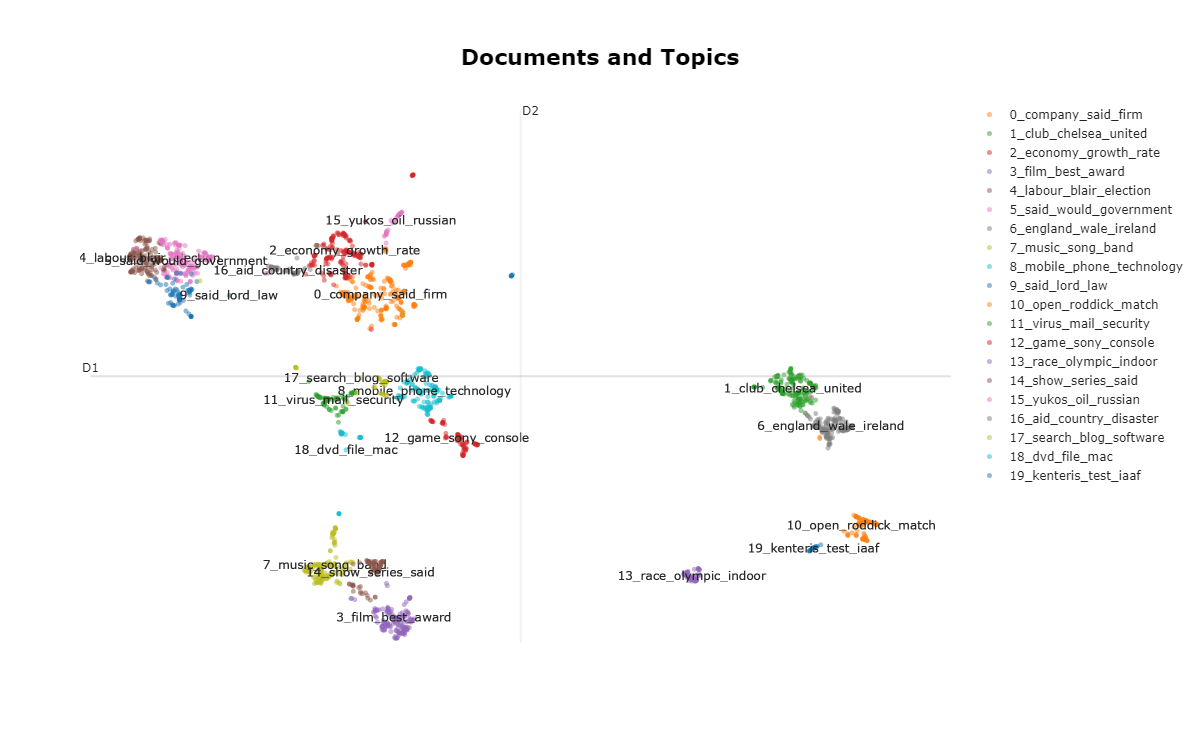 Documents and Topics
D2
D1
15_yukos_oil_russian
2_economy_growth_rate
4_labour_blair_election
5_said_would_government
16_aid_country_disaster
9_said_lord_law
0_company_said_firm
17_search_blog_software
8_mobile_phone_technology
11_virus_mail_security
12_game_sony_console
18_dvd_file_mac
1_club_chelsea_united
6_england_wale_ireland
10_open_roddick_match
19_kenteris_test_iaaf
13_race_olympic_indoor
7_music_song_band
14_show_series_said
3_film_best_award
0_company_said_firm
1_club_chelsea_united
2_economy_growth_rate
3_film_best_award
4_labour_blair_election
5_said_would_government
6_england_wale_ireland
7_music_song_band
8_mobile_phone_technology
9_said_lord_law
10_open_roddick_match
11_virus_mail_security
12_game_sony_console
13_race_olympic_indoor
14_show_series_said
15_yukos_oil_russian
16_aid_country_disaster
17_search_blog_software
18_dvd_file_mac
19_kenteris_test_iaaf